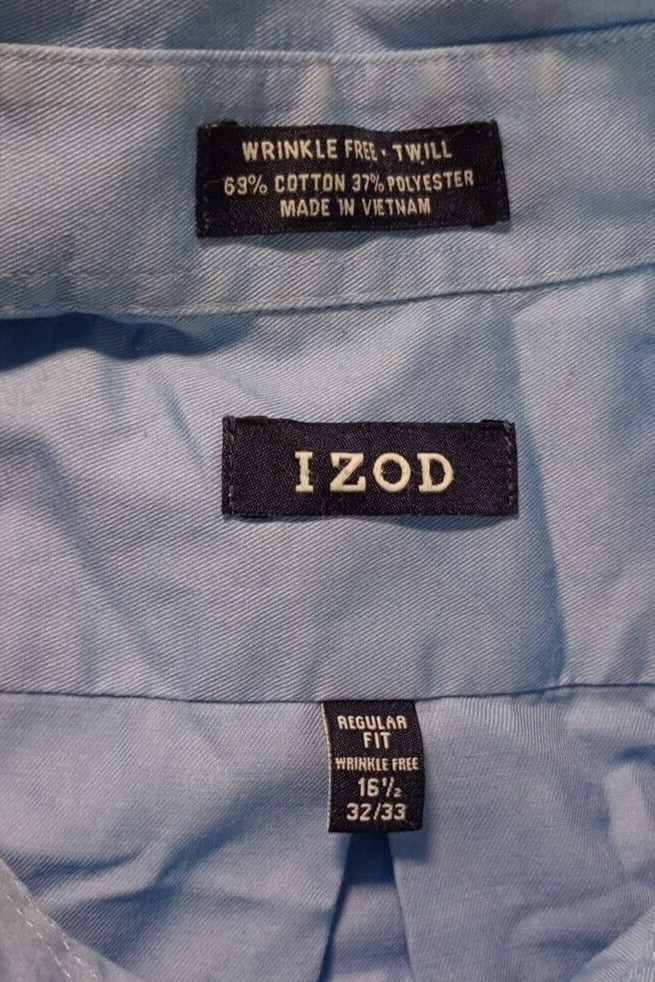 WRINKLE FREE • TWILL
63% COTTON 37% POLYESTER
MADE IN VIETNAM
IZOD
REGULAR
FIT
WRINKLE FREE
16½
32/33